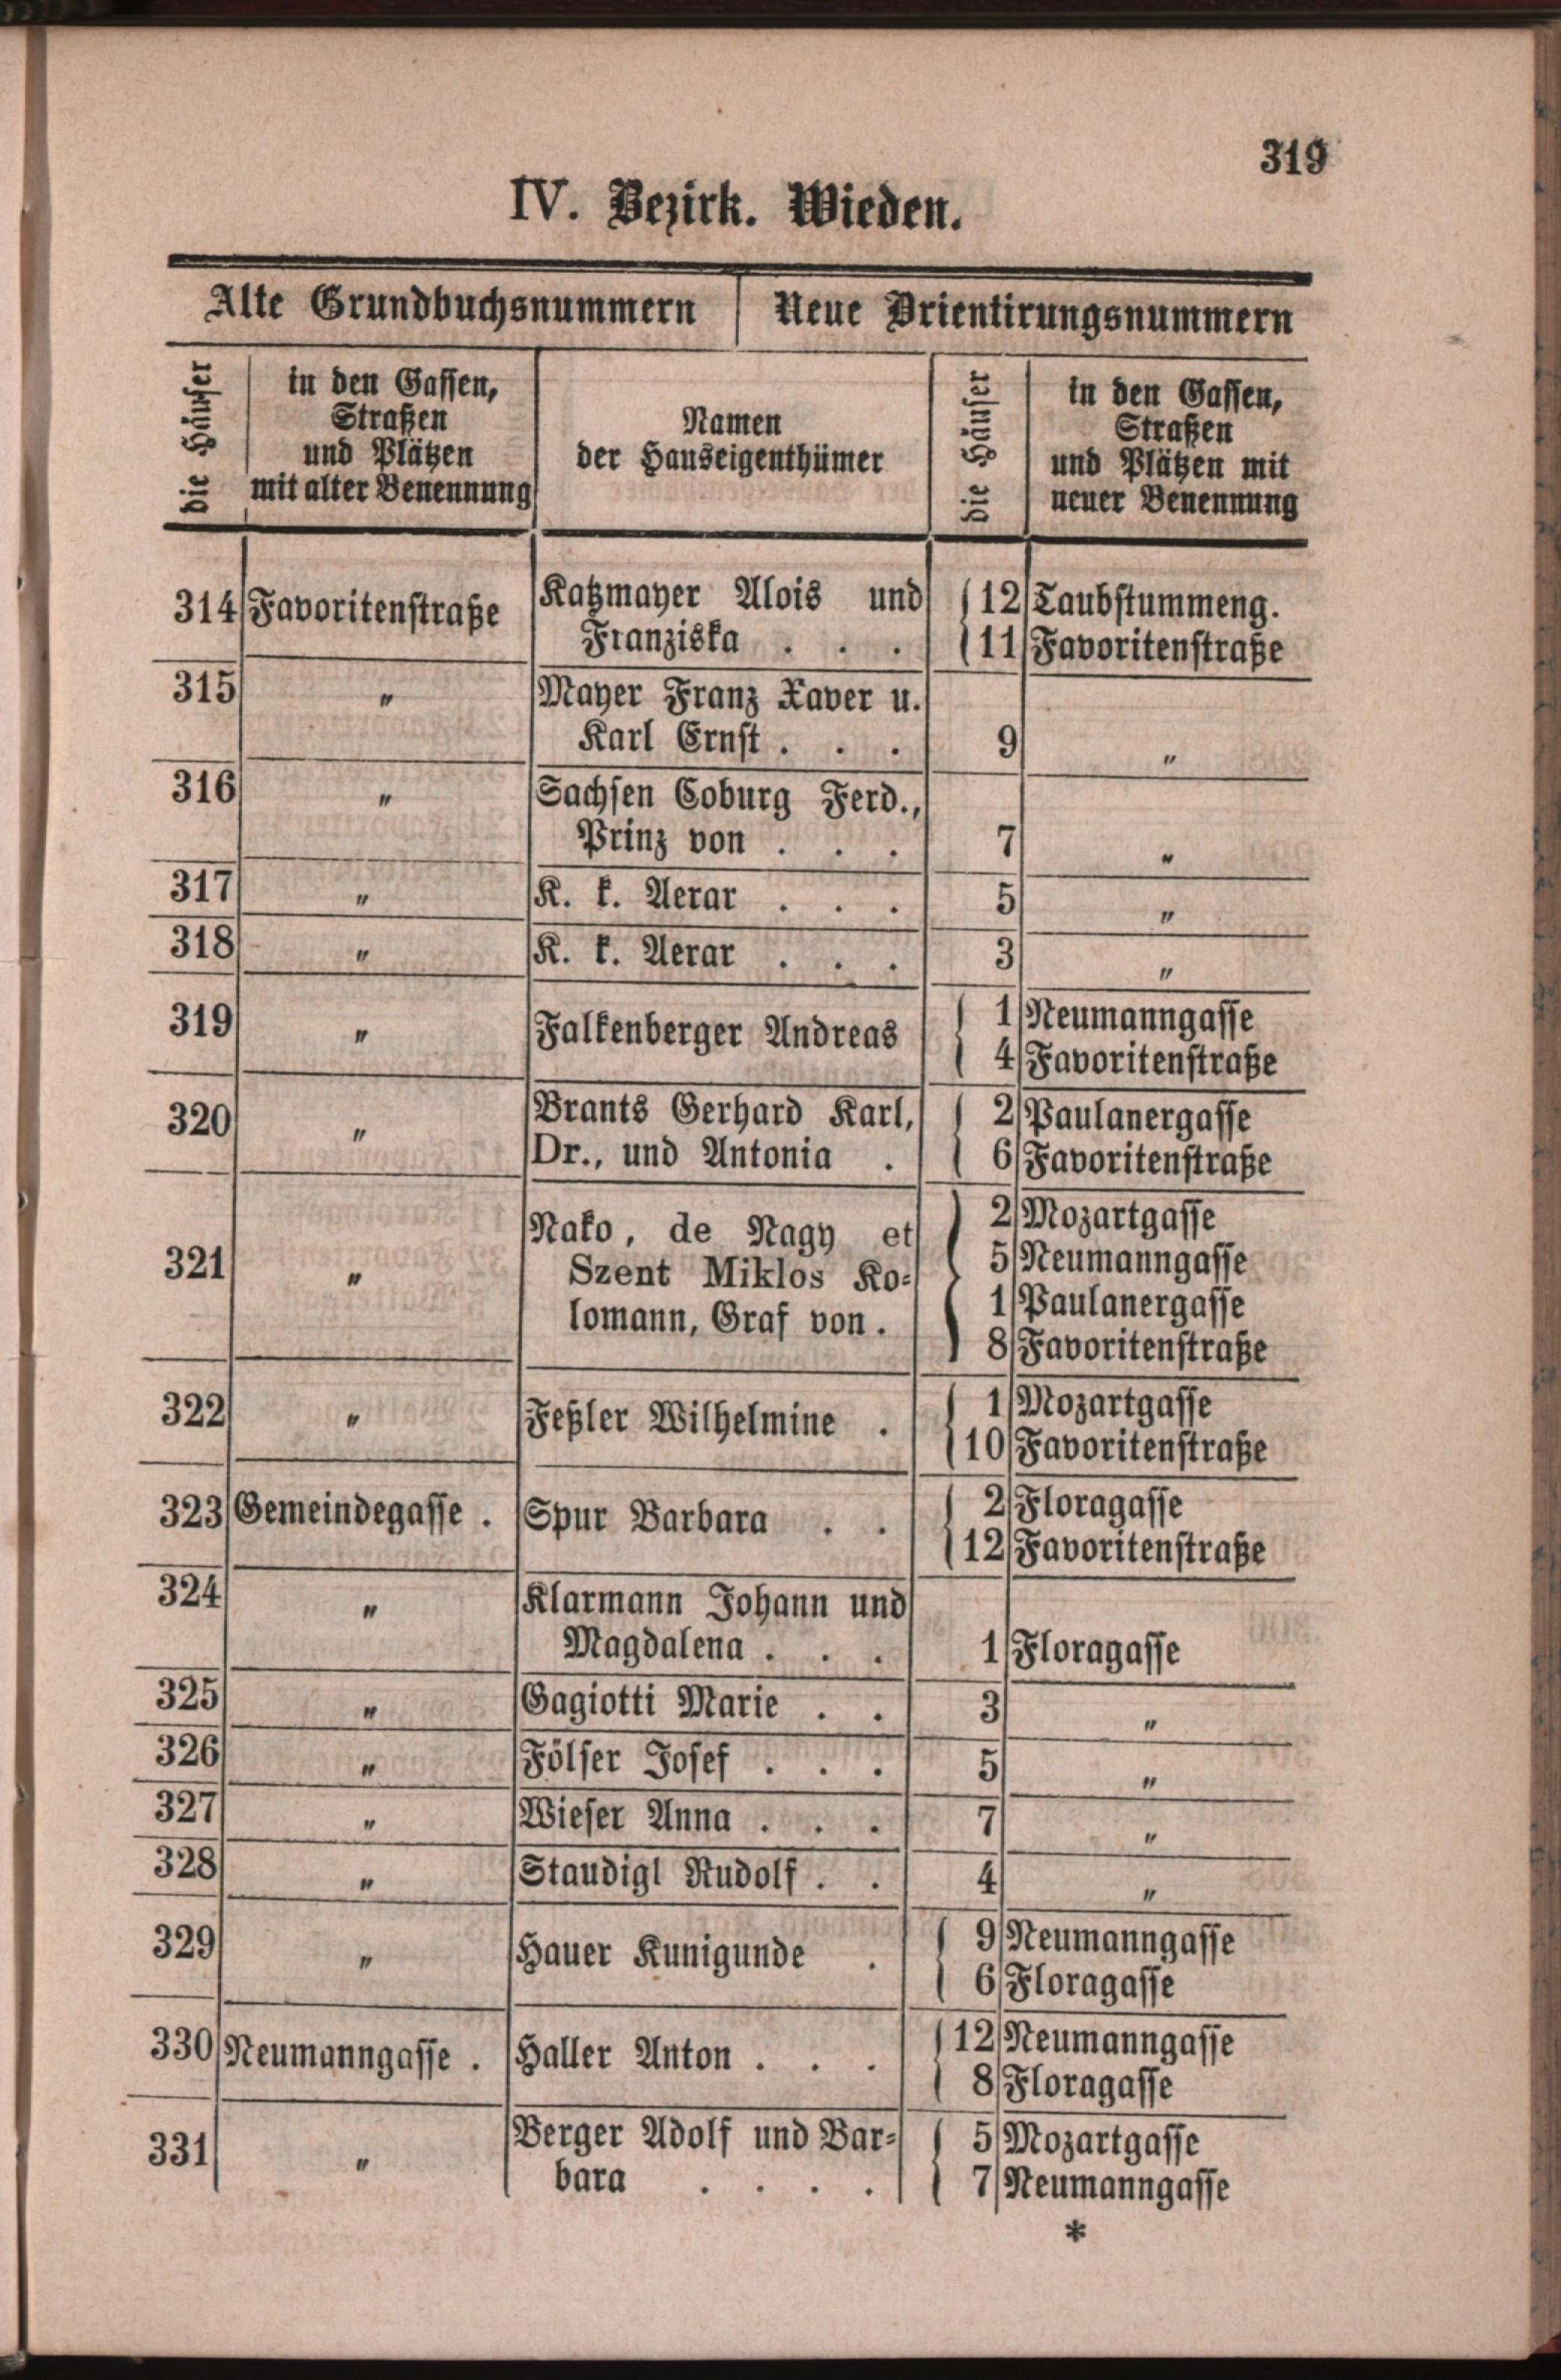 319
IV. Bezirk. Wieden.
Alte Grundbuchsnummern | Neue Orientirungsnummern
die Häuser | in den Gassen, Straßen und Plätzen mit alter Benennung | Namen der Hauseigenthümer | die Häuser | in den Gassen, Straßen und Plätzen mit neuer Benennung
314 Favoritenstraße Katzmayer Alois und { 12 Taubstummeng.
Franziska . . . { 11 Favoritenstraße
315 " Mayer Franz Xaver u.
Karl Ernst . . . 9 "
316 " Sachsen Coburg Ferd.,
Prinz von . . . 7 "
317 " K. k. Aerar . . . 5 "
318 " K. k. Aerar . . . 3 "
319 " Falkenberger Andreas { 1 Neumanngasse
{ 4 Favoritenstraße
320 " Brants Gerhard Karl, { 2 Paulanergasse
Dr., und Antonia . { 6 Favoritenstraße
321 " Nako, de Nagy et { 2 Mozartgasse
Szent Miklos Ko- 5 Neumanngasse
lomann, Graf von . 1 Paulanergasse
8 Favoritenstraße
322 " Feßler Wilhelmine . { 1 Mozartgasse
{ 10 Favoritenstraße
323 Gemeindegasse . Spur Barbara . . { 2 Floragasse
{ 12 Favoritenstraße
324 " Klarmann Johann und
Magdalena . . . 1 Floragasse
325 " Gagiotti Marie . . 3 "
326 " Fölser Josef . . . 5 "
327 " Wieser Anna . . . 7 "
328 " Staudigl Rudolf . . 4 "
329 " Hauer Kunigunde . { 9 Neumanngasse
{ 6 Floragasse
330 Neumanngasse . Haller Anton . . . { 12 Neumanngasse
{ 8 Floragasse
331 " Berger Adolf und Bar- { 5 Mozartgasse
bara . . . . { 7 Neumanngasse
*